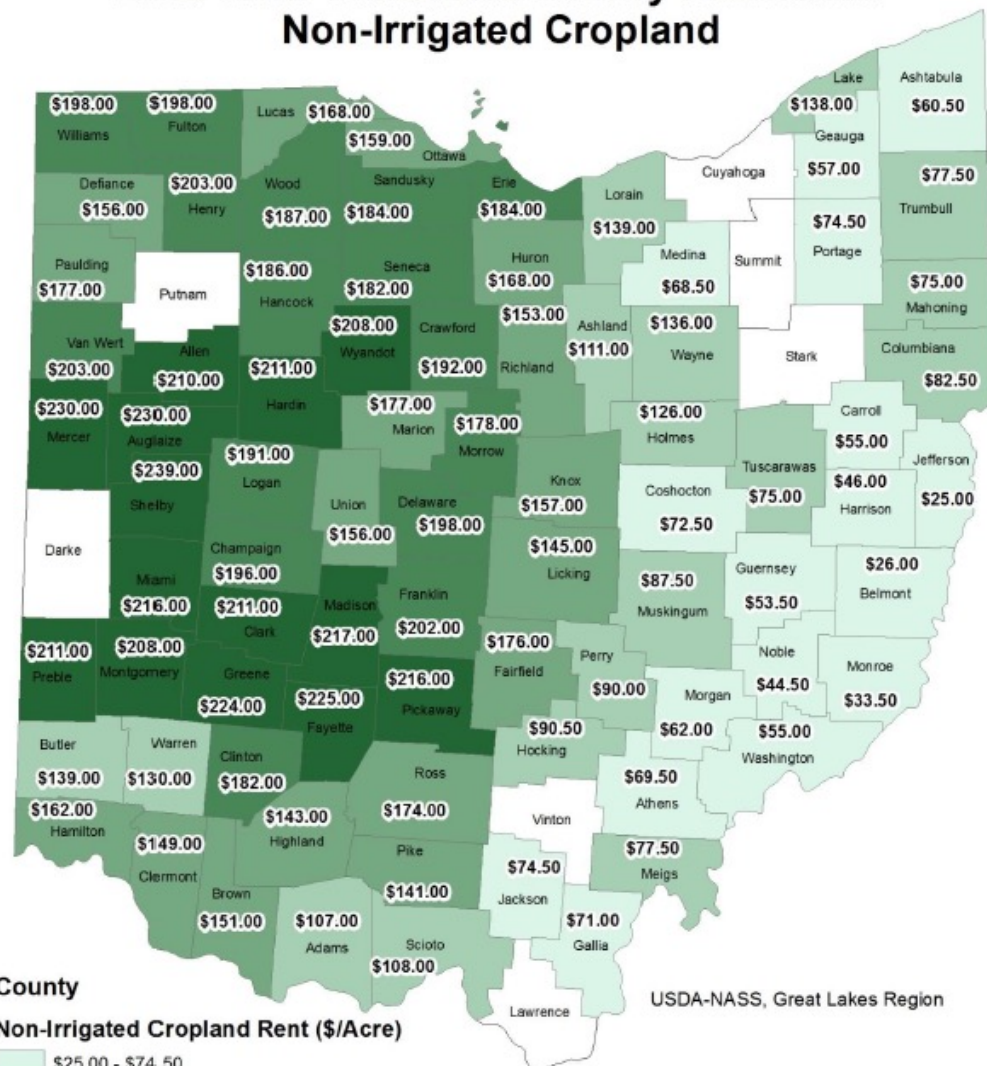 Non-Irrigated Cropland
Lake
Ashtabula
$198.00
$198.00
Lucas
$168.00
$138.00
$60.50
Williams
Fulton
$159.00
Geauga
Ottawa
$57.00
Cuyahoga
$77.50
Defiance
$203.00
Wood
Sandusky
Erie
Lorain
$156.00
Henry
$187.00
$184.00
$184.00
$139.00
$74.50
Trumbull
Portage
Paulding
$186.00
Seneca
Huron
Medina
Summit
$177.00
Putnam
Hancock
$182.00
$168.00
$68.50
$75.00
Mahoning
$208.00
Crawford
$153.00
Ashland
$136.00
Van Wert
Allen
Wyandot
$192.00
Richland
$111.00
Wayne
Stark
Columbiana
$203.00
$210.00
$211.00
$82.50
$230.00
$230.00
Hardin
$177.00
$178.00
$126.00
Carroll
Mercer
Auglaize
Marion
Morrow
Holmes
$55.00
$239.00
$191.00
Jefferson
Shelby
Logan
Union
Delaware
Knox
Coshocton
Tuscarawas
$46.00
$25.00
$156.00
$198.00
$157.00
$72.50
$75.00
Harrison
Darke
Champaign
$145.00
$196.00
Licking
Guernsey
$26.00
Miami
Franklin
$87.50
$53.50
Belmont
$216.00
$211.00
Madison
$202.00
Muskingum
Clark
$217.00
$211.00
$208.00
$176.00
Perry
Noble
Monroe
Preble
Montgomery
Greene
$216.00
Fairfield
$90.00
$44.50
$33.50
$224.00
$225.00
Pickaway
Morgan
Fayette
$90.50
$62.00
$55.00
Butler
Warren
Clinton
Hocking
Washington
$139.00
$130.00
$182.00
Ross
$69.50
$174.00
Athens
$162.00
$143.00
Vinton
Hamilton
Highland
$149.00
Pike
$77.50
Clermont
$141.00
$74.50
Meigs
Brown
Jackson
$151.00
$107.00
$71.00
Adams
Scioto
Gallia
$108.00
County
USDA-NASS, Great Lakes Region
Lawrence
Non-Irrigated Cropland Rent ($/Acre)
$25.00 - $74.50